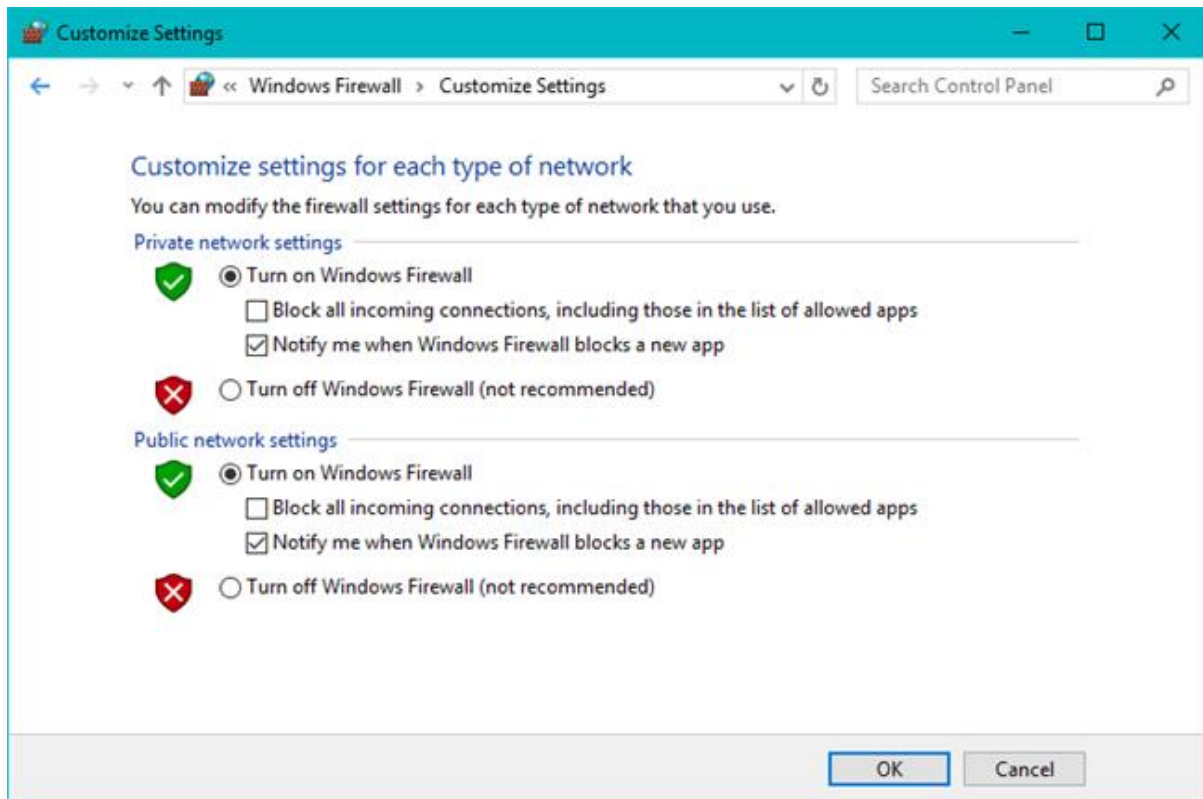 Customize Settings
« Windows Firewall › Customize Settings
Search Control Panel
Customize settings for each type of network
You can modify the firewall settings for each type of network that you use.
Private network settings
Turn on Windows Firewall
Block all incoming connections, including those in the list of allowed apps
Notify me when Windows Firewall blocks a new app
Turn off Windows Firewall (not recommended)
Public network settings
Turn on Windows Firewall
Block all incoming connections, including those in the list of allowed apps
Notify me when Windows Firewall blocks a new app
Turn off Windows Firewall (not recommended)
OK
Cancel